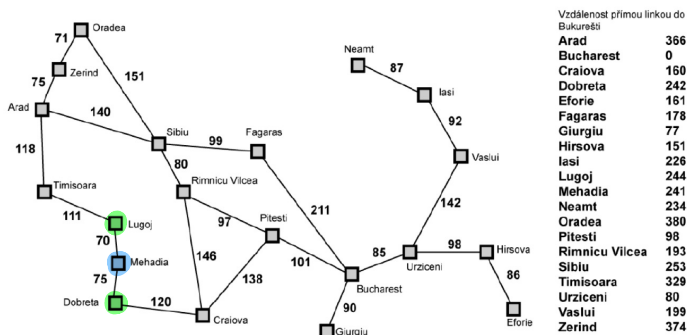 Oradea
71
Neamt
87
Zerind
151
75
Iasi
Arad
140
92
Sibiu
99
Fagaras
118
80
Vaslui
Timisoara
Rimnicu Vilcea
111
211
142
Lugoj
97
Pitesti
70
146
85
98
Hirsova
Mehadia
101
Urziceni
138
75
86
Bucharest
Dobreta
120
90
Craiova
Eforie
Giurgiu
Vzdálenost přímou linkou do
Bukurešti
Arad 366
Bucharest 0
Craiova 160
Dobreta 242
Eforie 161
Fagaras 178
Giurgiu 77
Hirsova 151
Iasi 226
Lugoj 244
Mehadia 241
Neamt 234
Oradea 380
Pitesti 98
Rimnicu Vilcea 193
Sibiu 253
Timisoara 329
Urziceni 80
Vaslui 199
Zerind 374